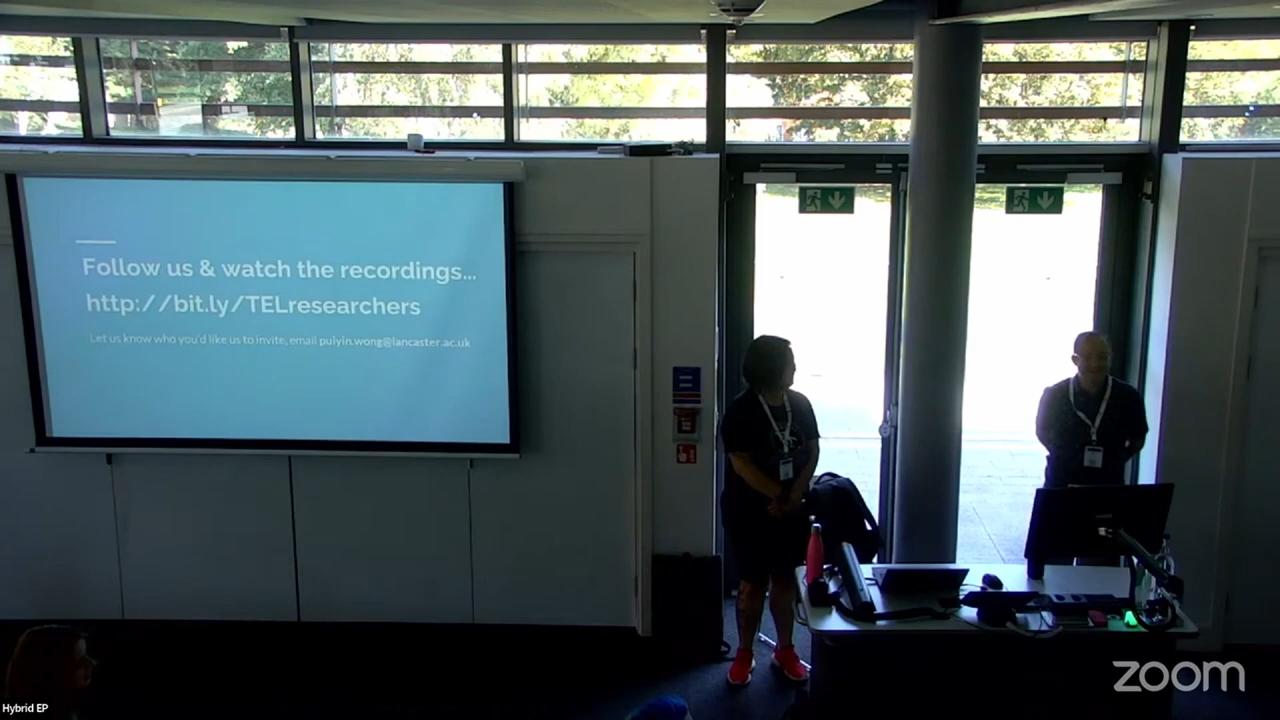 Follow us & watch the recordings...
http://bit.ly/TELresearchers
Let us know who you'd like us to invite, email puiyin.wong@lancaster.ac.uk
zoom
Hybrid EP